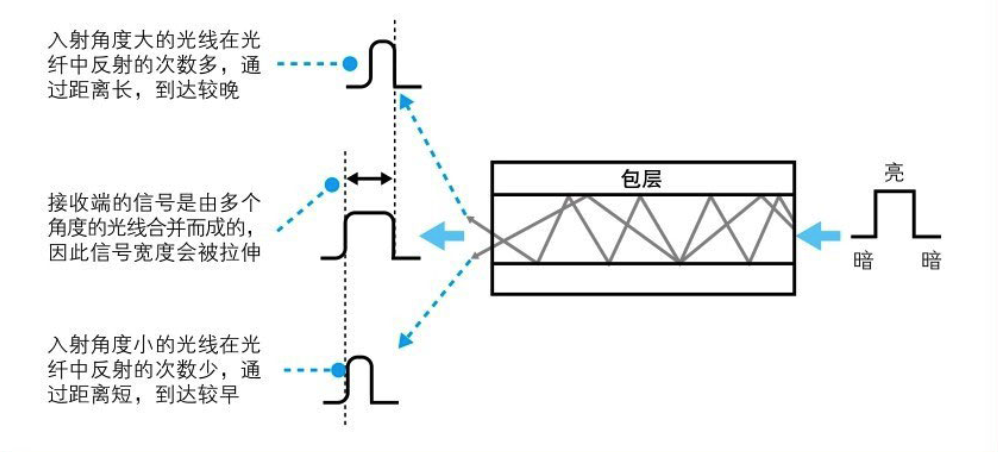 入射角度大的光线在光
纤中反射的次数多，通
过距离长，到达较晚
接收端的信号是由多个
角度的光线合并而成的，
因此信号宽度会被拉伸
入射角度小的光线在光
纤中反射的次数少，通
过距离短，到达较早
包层
亮
暗
暗